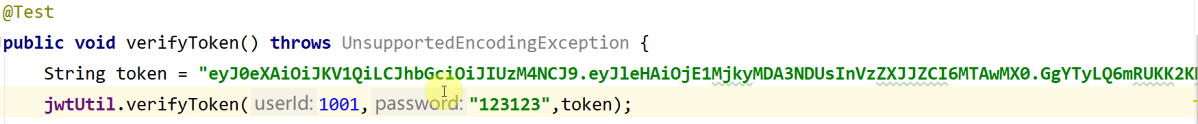 @Test
public void verifyToken() throws UnsupportedEncodingException {
String token = "eyJ0eXAiOiJKV1QiLCJhbGciOiJIUzM4NCJ9.eyJleHAiOjE1MjkyMDA3NDUsInVzZXJJZCI6MTAwMX0.GgYTyLQ6mRUKK2K
jwtUtil.verifyToken( userId: 1001, password: "123123",token);